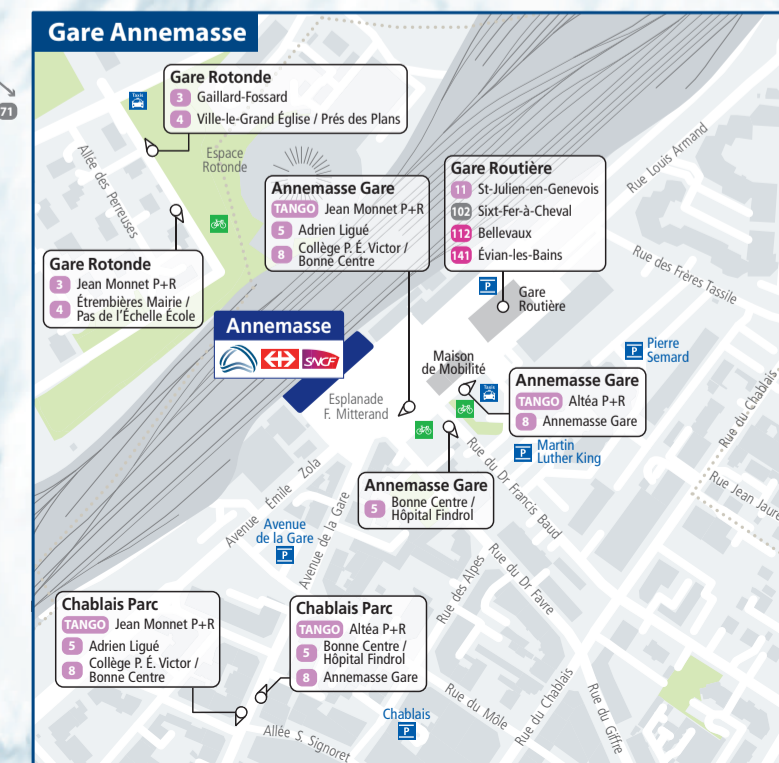 Gare Annemasse
71
Gare Rotonde
3 Gaillard-Fossard
4 Ville-le-Grand Église / Prés des Plans
Taxis
Espace
Rotonde
Allée des Perreuses
Rue Louis Armand
Annemasse Gare
TANGO Jean Monnet P+R
5 Adrien Ligué
8 Collège P. É. Victor /
Bonne Centre
Gare Routière
11 St-Julien-en-Genevois
102 Sixt-Fer-à-Cheval
112 Bellevaux
141 Évian-les-Bains
Rue des Frères Tassile
Gare Rotonde
3 Jean Monnet P+R
4 Étrembières Mairie /
Pas de l'Échelle École
P
Gare
Routière
Annemasse
SNCF
P Pierre
Semard
Maison
de Mobilité
Taxis
Esplanade
F. Mitterand
Annemasse Gare
TANGO Altéa P+R
8 Annemasse Gare
Rue du Chablais
P Martin
Luther King
Rue Jean Jaure
Rue du Dr Francis Baud
Annemasse Gare
5 Bonne Centre /
Hôpital Findrol
Avenue Émile Zola
Avenue de la Gare
Avenue
de la Gare
P
Rue du Dr Favre
Rue des Alpes
Chablais Parc
TANGO Jean Monnet P+R
5 Adrien Ligué
8 Collège P. É. Victor /
Bonne Centre
Chablais Parc
TANGO Altéa P+R
5 Bonne Centre /
Hôpital Findrol
8 Annemasse Gare
Rue du Môle
Rue du Chablais
Rue du Giffre
Chablais
P
Allée S. Signoret